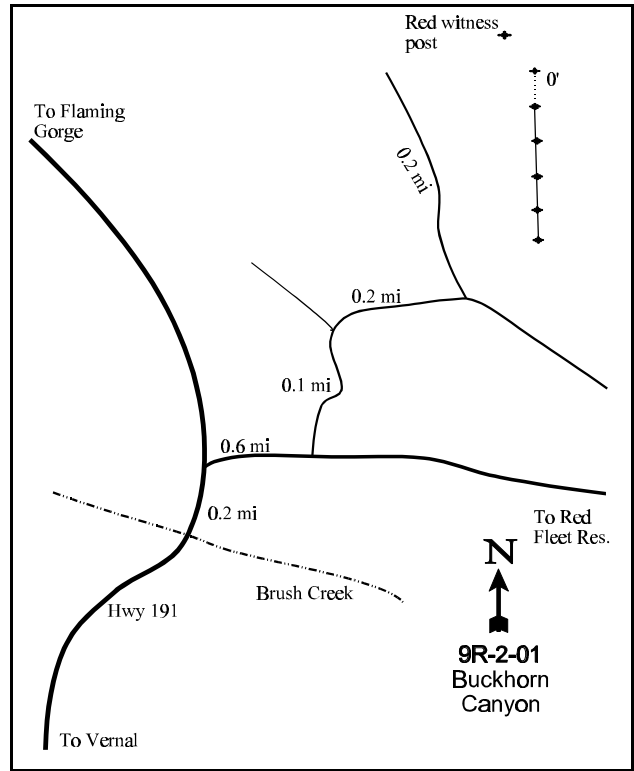 Red witness
post
0'
To Flaming
Gorge
0.2 mi
0.2 mi
0.1 mi
0.6 mi
0.2 mi
To Red
Fleet Res.
N
Brush Creek
Hwy 191
9R-2-01
Buckhorn
Canyon
To Vernal